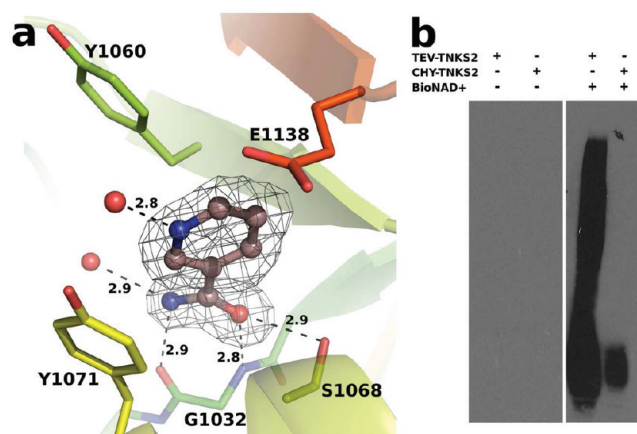 a
Y1060
E1138
2.8
2.9
2.9
2.9
2.8
Y1071
S1068
G1032
b
TEV-TNKS2 + - + -
CHY-TNKS2 - + - +
BioNAD+ - - + +